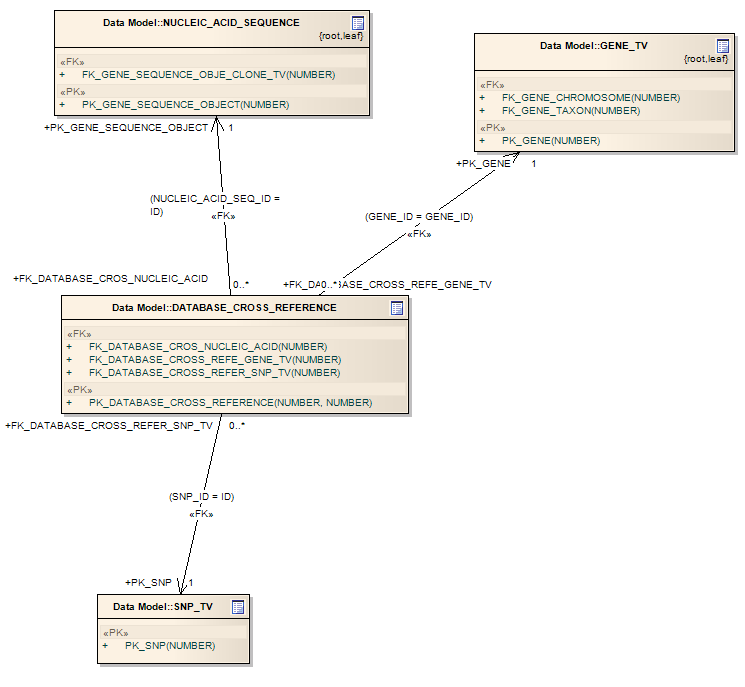 Data Model::NUCLEIC_ACID_SEQUENCE
{root,leaf}
«FK»
+ FK_GENE_SEQUENCE_OBJE_CLONE_TV(NUMBER)
«PK»
+ PK_GENE_SEQUENCE_OBJECT(NUMBER)
Data Model::GENE_TV
{root,leaf}
«FK»
+ FK_GENE_CHROMOSOME(NUMBER)
+ FK_GENE_TAXON(NUMBER)
«PK»
+ PK_GENE(NUMBER)
+PK_GENE_SEQUENCE_OBJECT 1
+PK_GENE 1
(NUCLEIC_ACID_SEQ_ID =
ID)
«FK»
(GENE_ID = GENE_ID)
«FK»
+FK_DATABASE_CROS_NUCLEIC_ACID 0..*
+FK_DA0..*BASE_CROSS_REFE_GENE_TV
Data Model::DATABASE_CROSS_REFERENCE
«FK»
+ FK_DATABASE_CROS_NUCLEIC_ACID(NUMBER)
+ FK_DATABASE_CROSS_REFE_GENE_TV(NUMBER)
+ FK_DATABASE_CROSS_REFER_SNP_TV(NUMBER)
«PK»
+ PK_DATABASE_CROSS_REFERENCE(NUMBER, NUMBER)
+FK_DATABASE_CROSS_REFER_SNP_TV 0..*
(SNP_ID = ID)
«FK»
+PK_SNP 1
Data Model::SNP_TV
«PK»
+ PK_SNP(NUMBER)